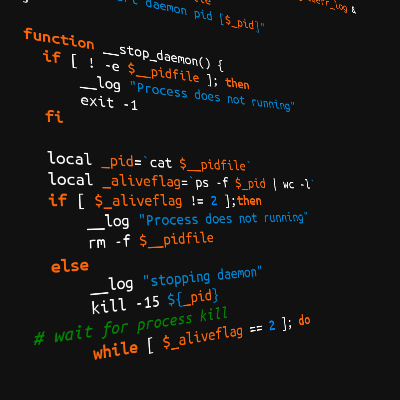 daemon pid [$_pid]"
_log &
function __stop_daemon() {
if [ ! -e $__pidfile ]; then
__log "Process does not running"
exit -1
fi
local _pid=`cat $__pidfile`
local _aliveflag=`ps -f $_pid | wc -l`
if [ $_aliveflag != 2 ];then
__log "Process does not running"
rm -f $__pidfile
else
__log "stopping daemon"
kill -15 ${_pid}
# wait for process kill
while [ $_aliveflag == 2 ]; do